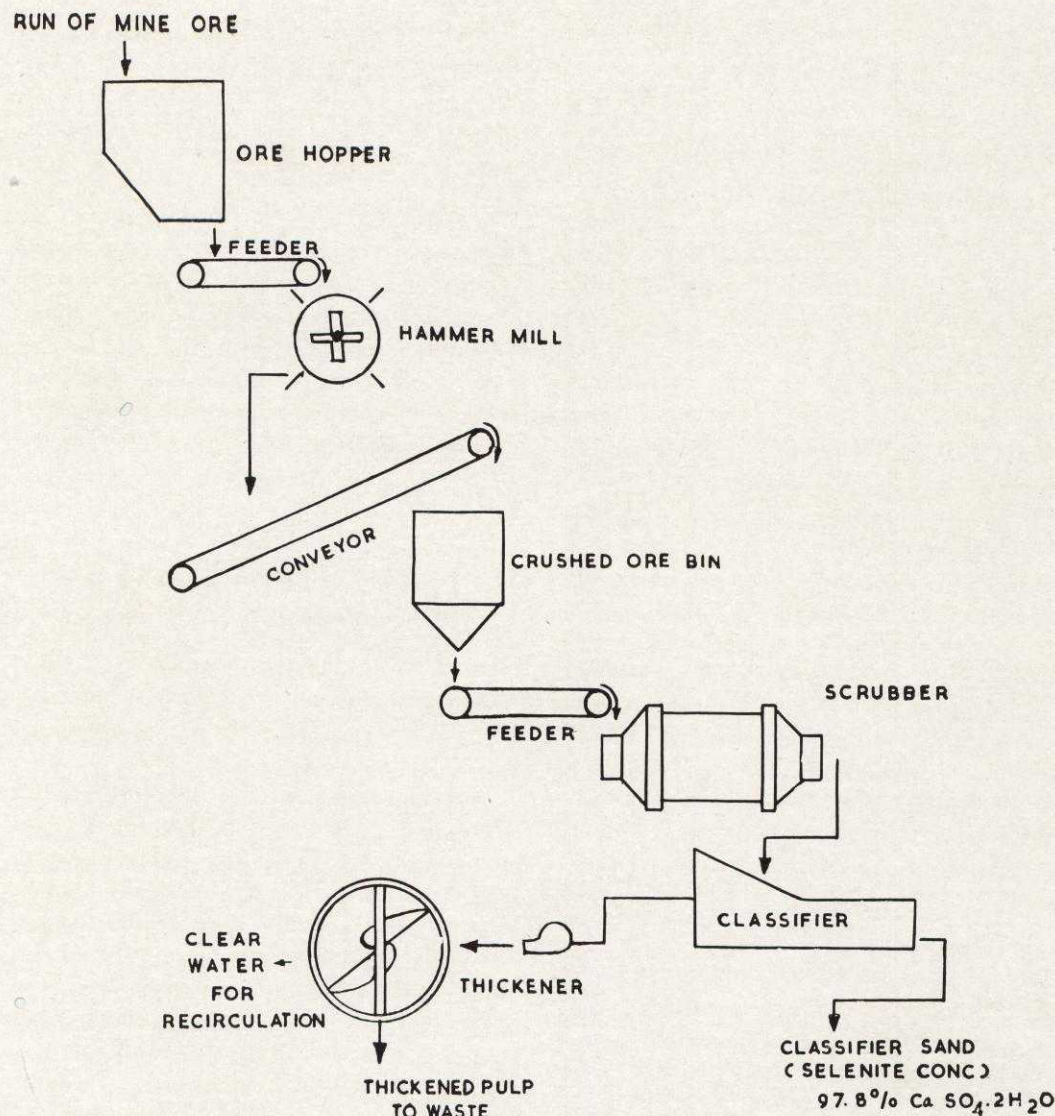 RUN OF MINE ORE
ORE HOPPER
FEEDER
HAMMER MILL
CONVEYOR
CRUSHED ORE BIN
SCRUBBER
FEEDER
CLASSIFIER
CLEAR
WATER
FOR
RECIRCULATION
THICKENER
THICKENED PULP
TO WASTE
CLASSIFIER SAND
(SELENITE CONC)
97.8% Ca SO₄.2H₂O